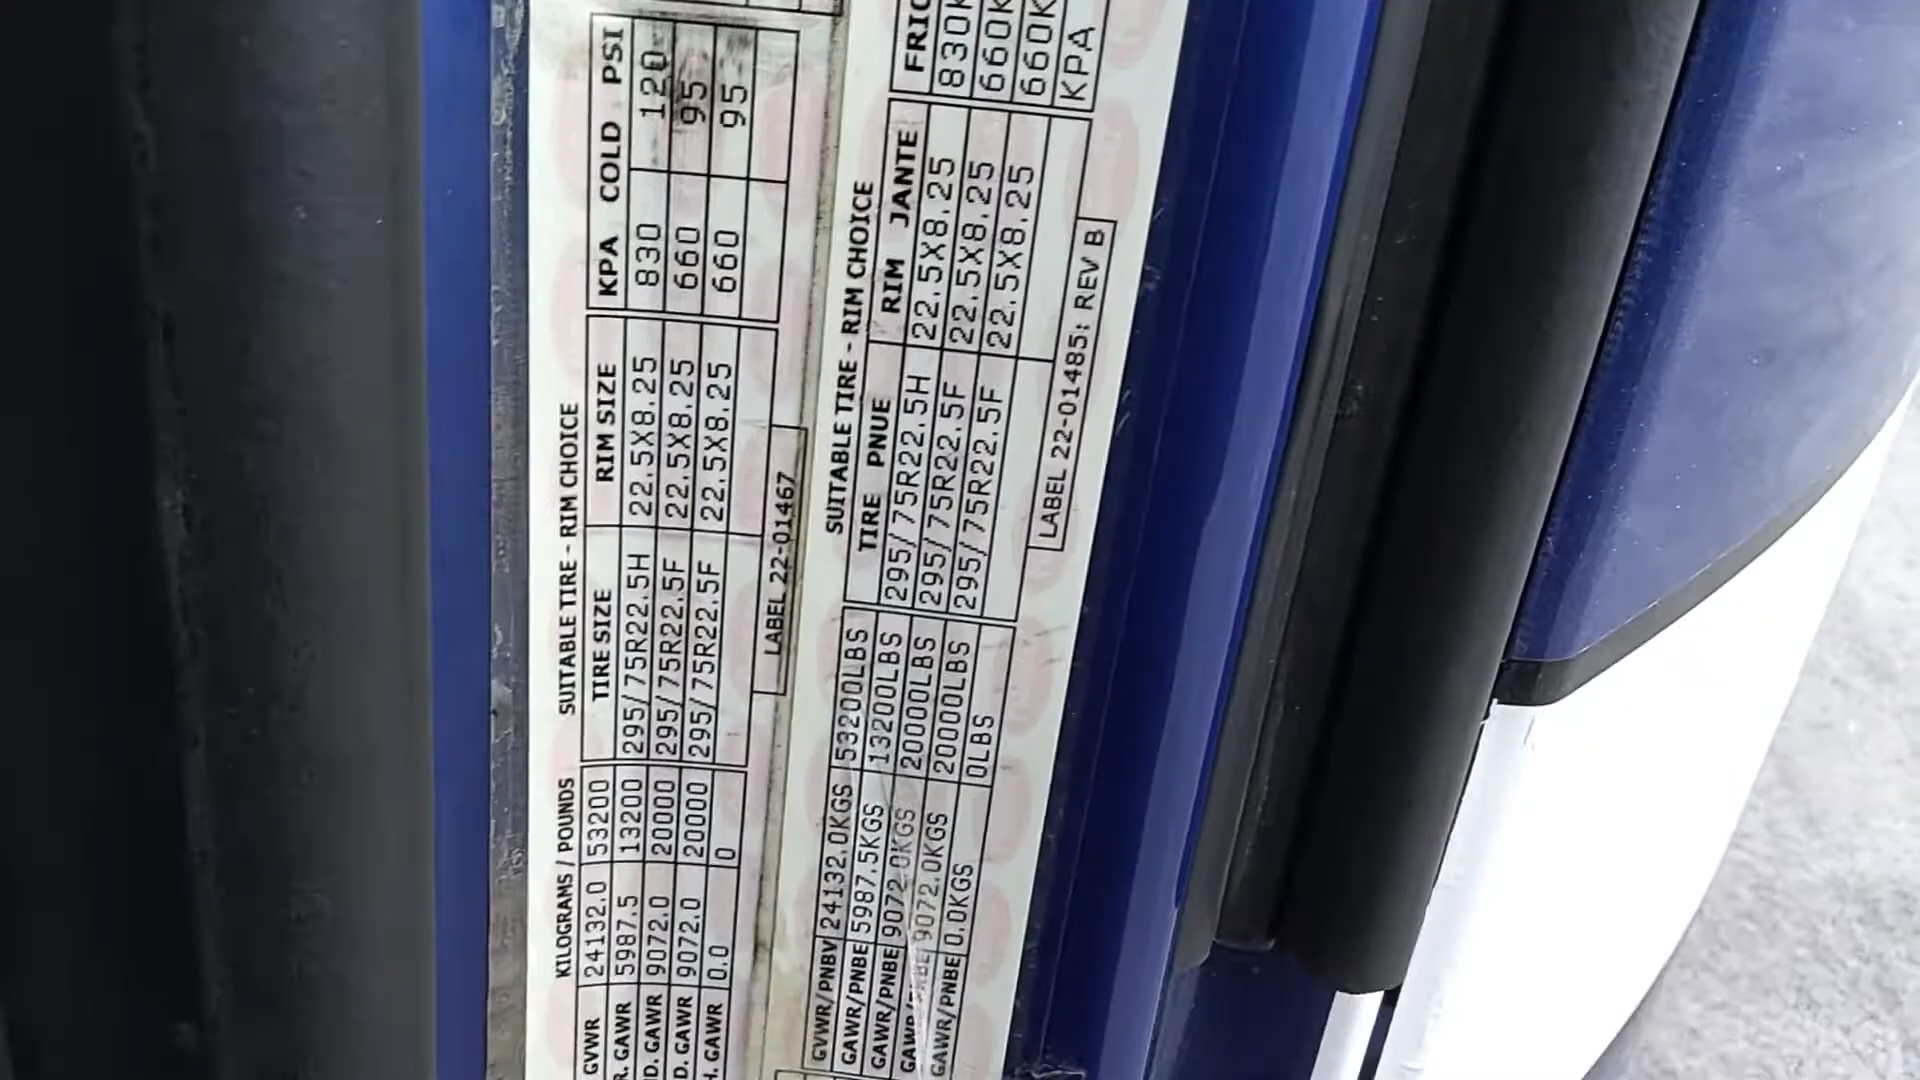 KILOGRAMS / POUNDS SUITABLE TIRE - RIM CHOICE
TIRE SIZE RIM SIZE KPA COLD PSI
GVWR 24132.0 53200
R. GAWR 5987.5 13200 295/75R22.5H 22.5X8.25 830 120
D. GAWR 9072.0 20000 295/75R22.5F 22.5X8.25 660 95
D. GAWR 9072.0 20000 295/75R22.5F 22.5X8.25 660 95
H. GAWR 0.0 0
LABEL 22-01467
SUITABLE TIRE - RIM CHOICE
TIRE PNUE RIM JANTE
GVWR/PNBV 24132.0KGS 53200LBS
GAWR/PNBE 5987.5KGS 13200LBS 295/75R22.5H 22.5X8.25 830K
GAWR/PNBE 9072.0KGS 20000LBS 295/75R22.5F 22.5X8.25 660K
GAWR/PNBE 9072.0KGS 20000LBS 295/75R22.5F 22.5X8.25 660K
GAWR/PNBE 0.0KGS 0LBS KPA
LABEL 22-01485: REV B